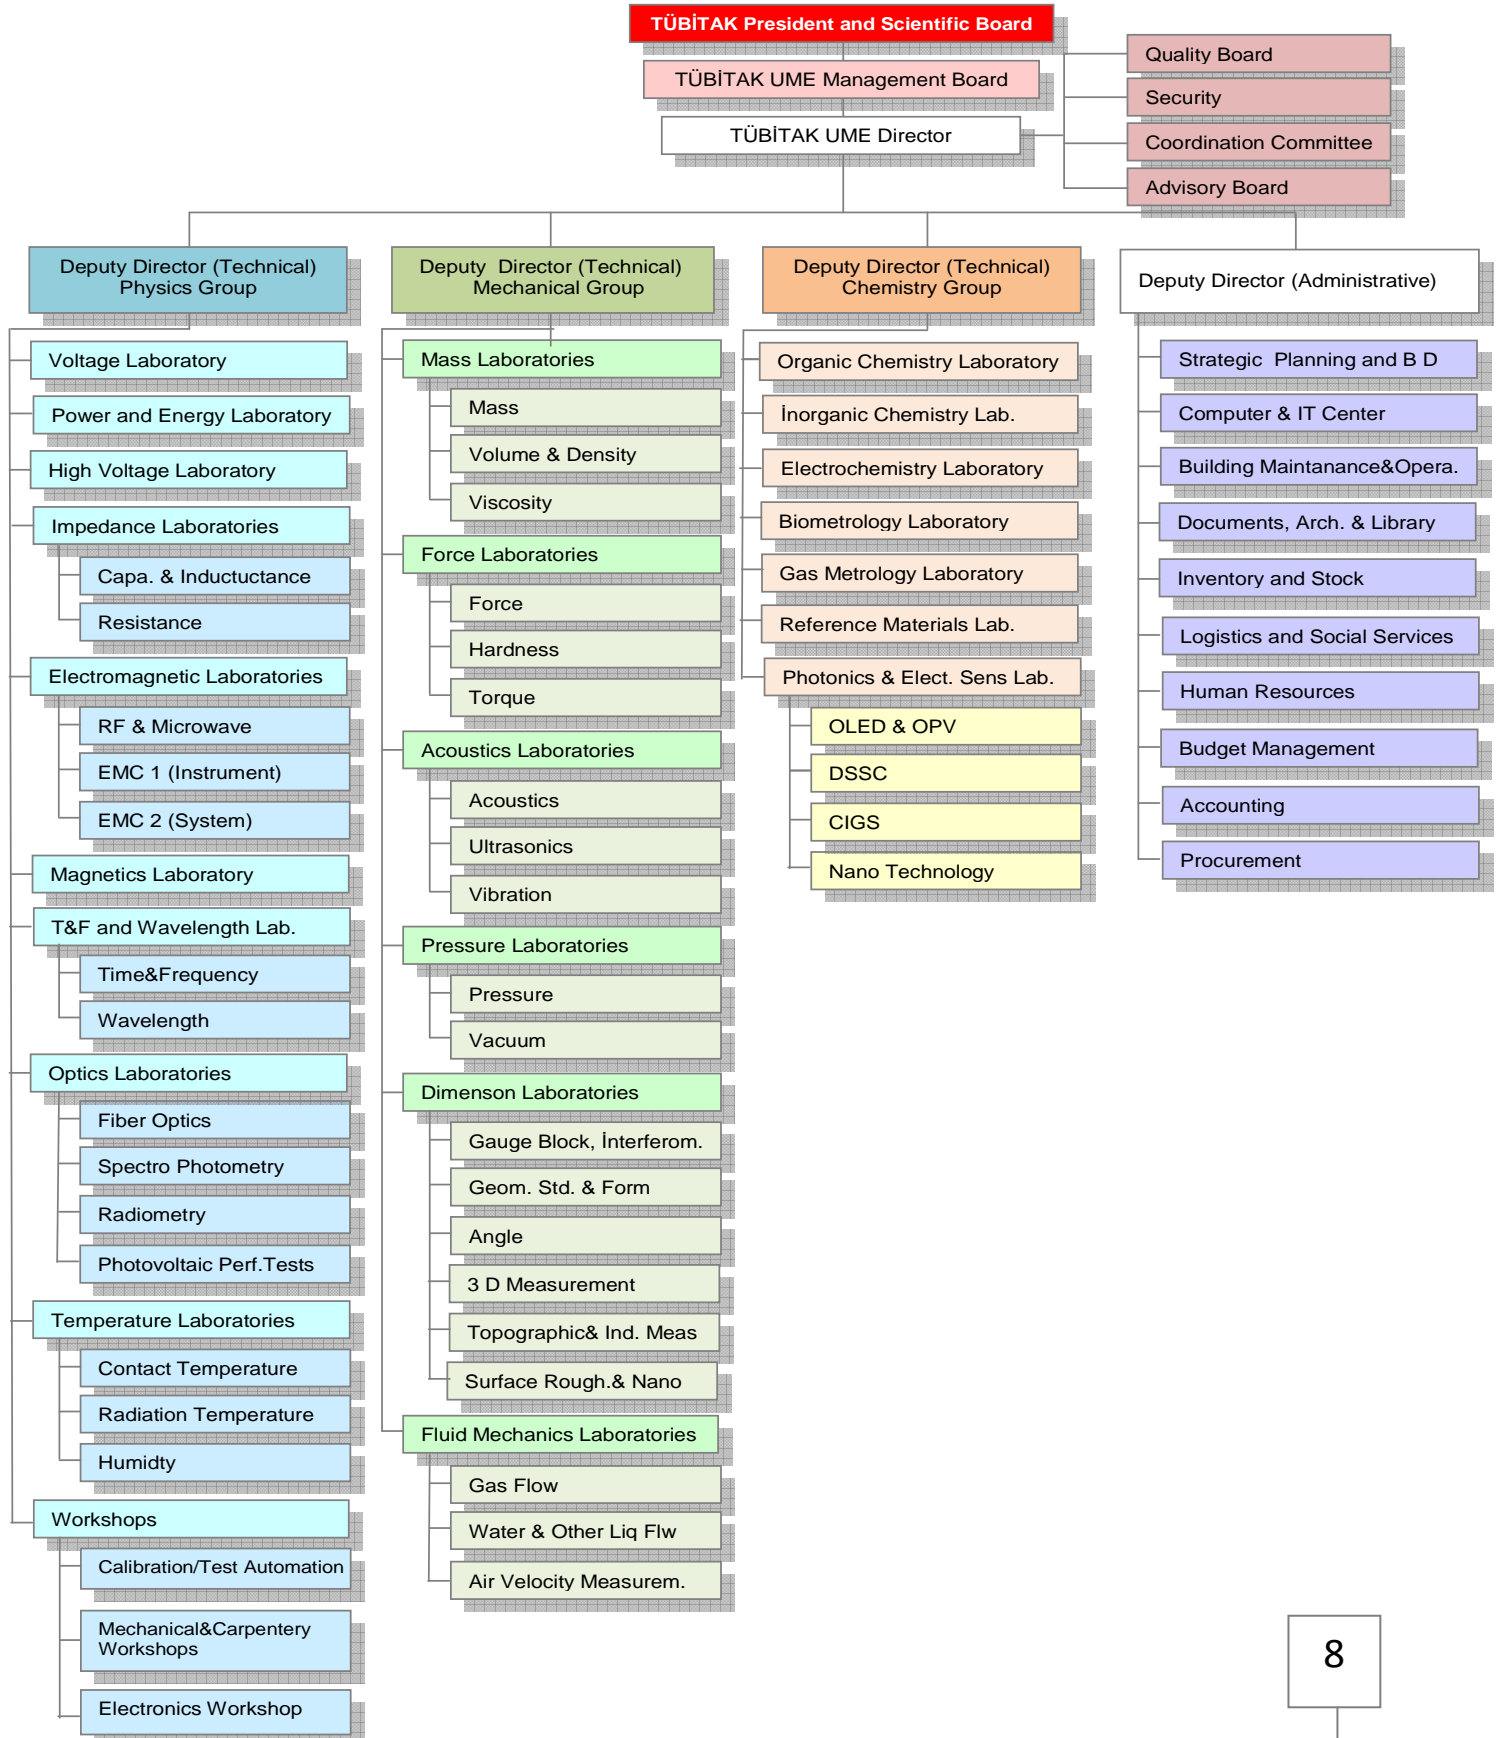 TÜBİTAK President and Scientific Board
TÜBİTAK UME Management Board
TÜBİTAK UME Director
Quality Board
Security
Coordination Committee
Advisory Board
Deputy Director (Technical)
Physics Group
Voltage Laboratory
Power and Energy Laboratory
High Voltage Laboratory
Impedance Laboratories
Capa. & Inductuctance
Resistance
Electromagnetic Laboratories
RF & Microwave
EMC 1 (Instrument)
EMC 2 (System)
Magnetics Laboratory
T&F and Wavelength Lab.
Time&Frequency
Wavelength
Optics Laboratories
Fiber Optics
Spectro Photometry
Radiometry
Photovoltaic Perf.Tests
Temperature Laboratories
Contact Temperature
Radiation Temperature
Humidty
Workshops
Calibration/Test Automation
Mechanical&Carpentery
Workshops
Electronics Workshop
Deputy Director (Technical)
Mechanical Group
Mass Laboratories
Mass
Volume & Density
Viscosity
Force Laboratories
Force
Hardness
Torque
Acoustics Laboratories
Acoustics
Ultrasonics
Vibration
Pressure Laboratories
Pressure
Vacuum
Dimenson Laboratories
Gauge Block, İnterferom.
Geom. Std. & Form
Angle
3 D Measurement
Topographic& Ind. Meas
Surface Rough.& Nano
Fluid Mechanics Laboratories
Gas Flow
Water & Other Liq Flw
Air Velocity Measurem.
Deputy Director (Technical)
Chemistry Group
Organic Chemistry Laboratory
İnorganic Chemistry Lab.
Electrochemistry Laboratory
Biometrology Laboratory
Gas Metrology Laboratory
Reference Materials Lab.
Photonics & Elect. Sens Lab.
OLED & OPV
DSSC
CIGS
Nano Technology
Deputy Director (Administrative)
Strategic Planning and B D
Computer & IT Center
Building Maintanance&Opera.
Documents, Arch. & Library
Inventory and Stock
Logistics and Social Services
Human Resources
Budget Management
Accounting
Procurement
8